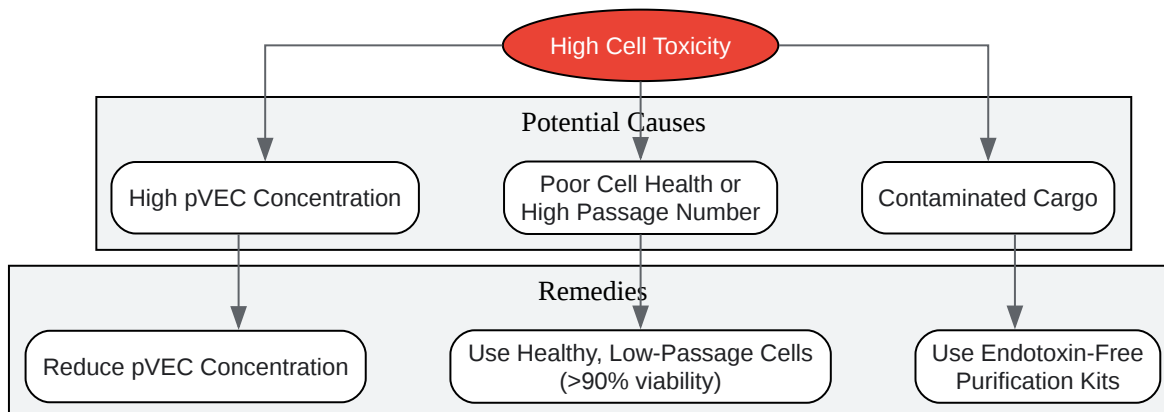 High Cell Toxicity
Potential Causes
High pVEC Concentration
Poor Cell Health or
High Passage Number
Contaminated Cargo
Remedies
Reduce pVEC Concentration
Use Healthy, Low-Passage Cells
(>90% viability)
Use Endotoxin-Free
Purification Kits